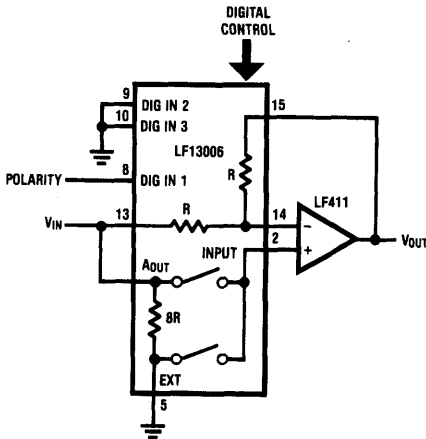 DIGITAL
CONTROL
9
DIG IN 2
15
10
DIG IN 3
LF13006
R
8
POLARITY
DIG IN 1
LF411
13
R
14
VIN
−
2
INPUT
+
VOUT
AOUT
8R
EXT
5